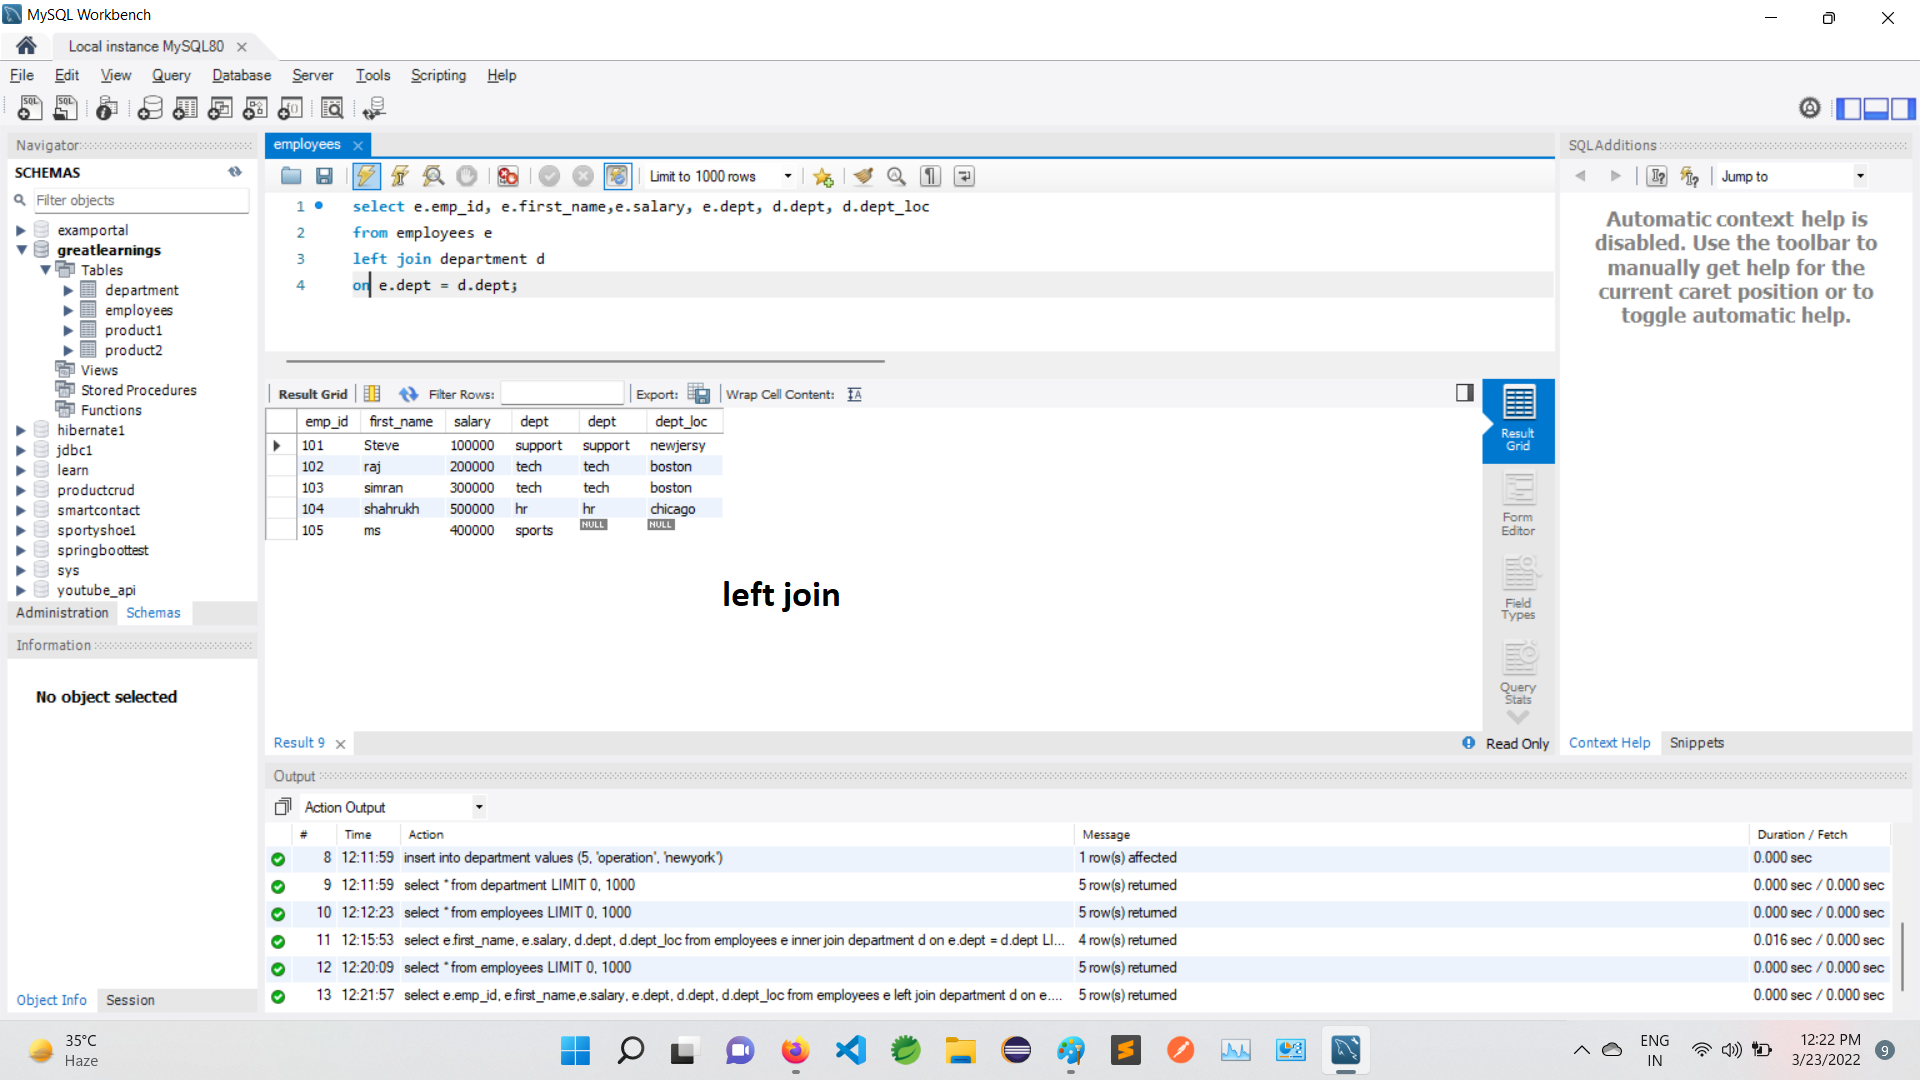 MySQL Workbench
Local instance MySQL80
File Edit View Query Database Server Tools Scripting Help
Navigator
SCHEMAS
Filter objects
examportal
greatlearnings
Tables
department
employees
product1
product2
Views
Stored Procedures
Functions
hibernate1
jdbc1
learn
productcrud
smartcontact
sportyshoe1
springboottest
sys
youtube_api
Administration Schemas
Information
No object selected
Object Info Session
employees
Limit to 1000 rows
1 select e.emp_id, e.first_name,e.salary, e.dept, d.dept, d.dept_loc
2 from employees e
3 left join department d
4 on e.dept = d.dept;
Result Grid Filter Rows: Export: Wrap Cell Content:
emp_id first_name salary dept dept dept_loc
101 Steve 100000 support support newjersy
102 raj 200000 tech tech boston
103 simran 300000 tech tech boston
104 shahrukh 500000 hr hr chicago
105 ms 400000 sports NULL NULL
left join
Result Grid
Form Editor
Field Types
Query Stats
Result 9
Read Only
SQLAdditions
Jump to
Automatic context help is
disabled. Use the toolbar to
manually get help for the
current caret position or to
toggle automatic help.
Context Help Snippets
Output
Action Output
# Time Action Message Duration / Fetch
8 12:11:59 insert into department values (5, 'operation', 'newyork') 1 row(s) affected 0.000 sec
9 12:11:59 select * from department LIMIT 0, 1000 5 row(s) returned 0.000 sec / 0.000 sec
10 12:12:23 select * from employees LIMIT 0, 1000 5 row(s) returned 0.000 sec / 0.000 sec
11 12:15:53 select e.first_name, e.salary, d.dept, d.dept_loc from employees e inner join department d on e.dept = d.dept LI... 4 row(s) returned 0.016 sec / 0.000 sec
12 12:20:09 select * from employees LIMIT 0, 1000 5 row(s) returned 0.000 sec / 0.000 sec
13 12:21:57 select e.emp_id, e.first_name,e.salary, e.dept, d.dept, d.dept_loc from employees e left join department d on e.... 5 row(s) returned 0.000 sec / 0.000 sec
35°C
Haze
ENG
IN
12:22 PM
3/23/2022
9